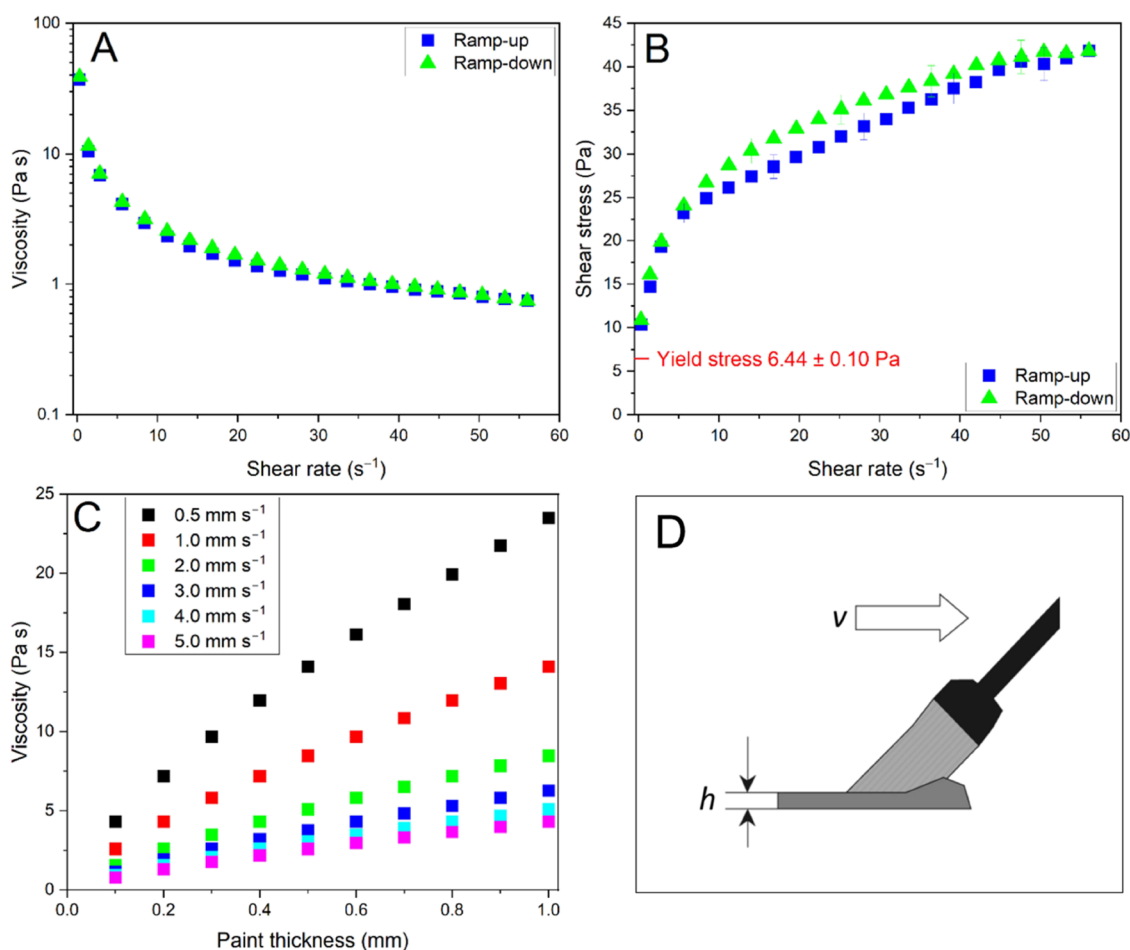 A
100
10
1
0.1
Viscosity (Pa s)
Ramp-up
Ramp-down
0 10 20 30 40 50 60
Shear rate (s⁻¹)
B
45
40
35
30
25
20
15
10
5
0
Shear stress (Pa)
Yield stress 6.44 ± 0.10 Pa
Ramp-up
Ramp-down
0 10 20 30 40 50 60
Shear rate (s⁻¹)
C
25
20
15
10
5
0
Viscosity (Pa s)
0.5 mm s⁻¹
1.0 mm s⁻¹
2.0 mm s⁻¹
3.0 mm s⁻¹
4.0 mm s⁻¹
5.0 mm s⁻¹
0.0 0.2 0.4 0.6 0.8 1.0
Paint thickness (mm)
D
v
h